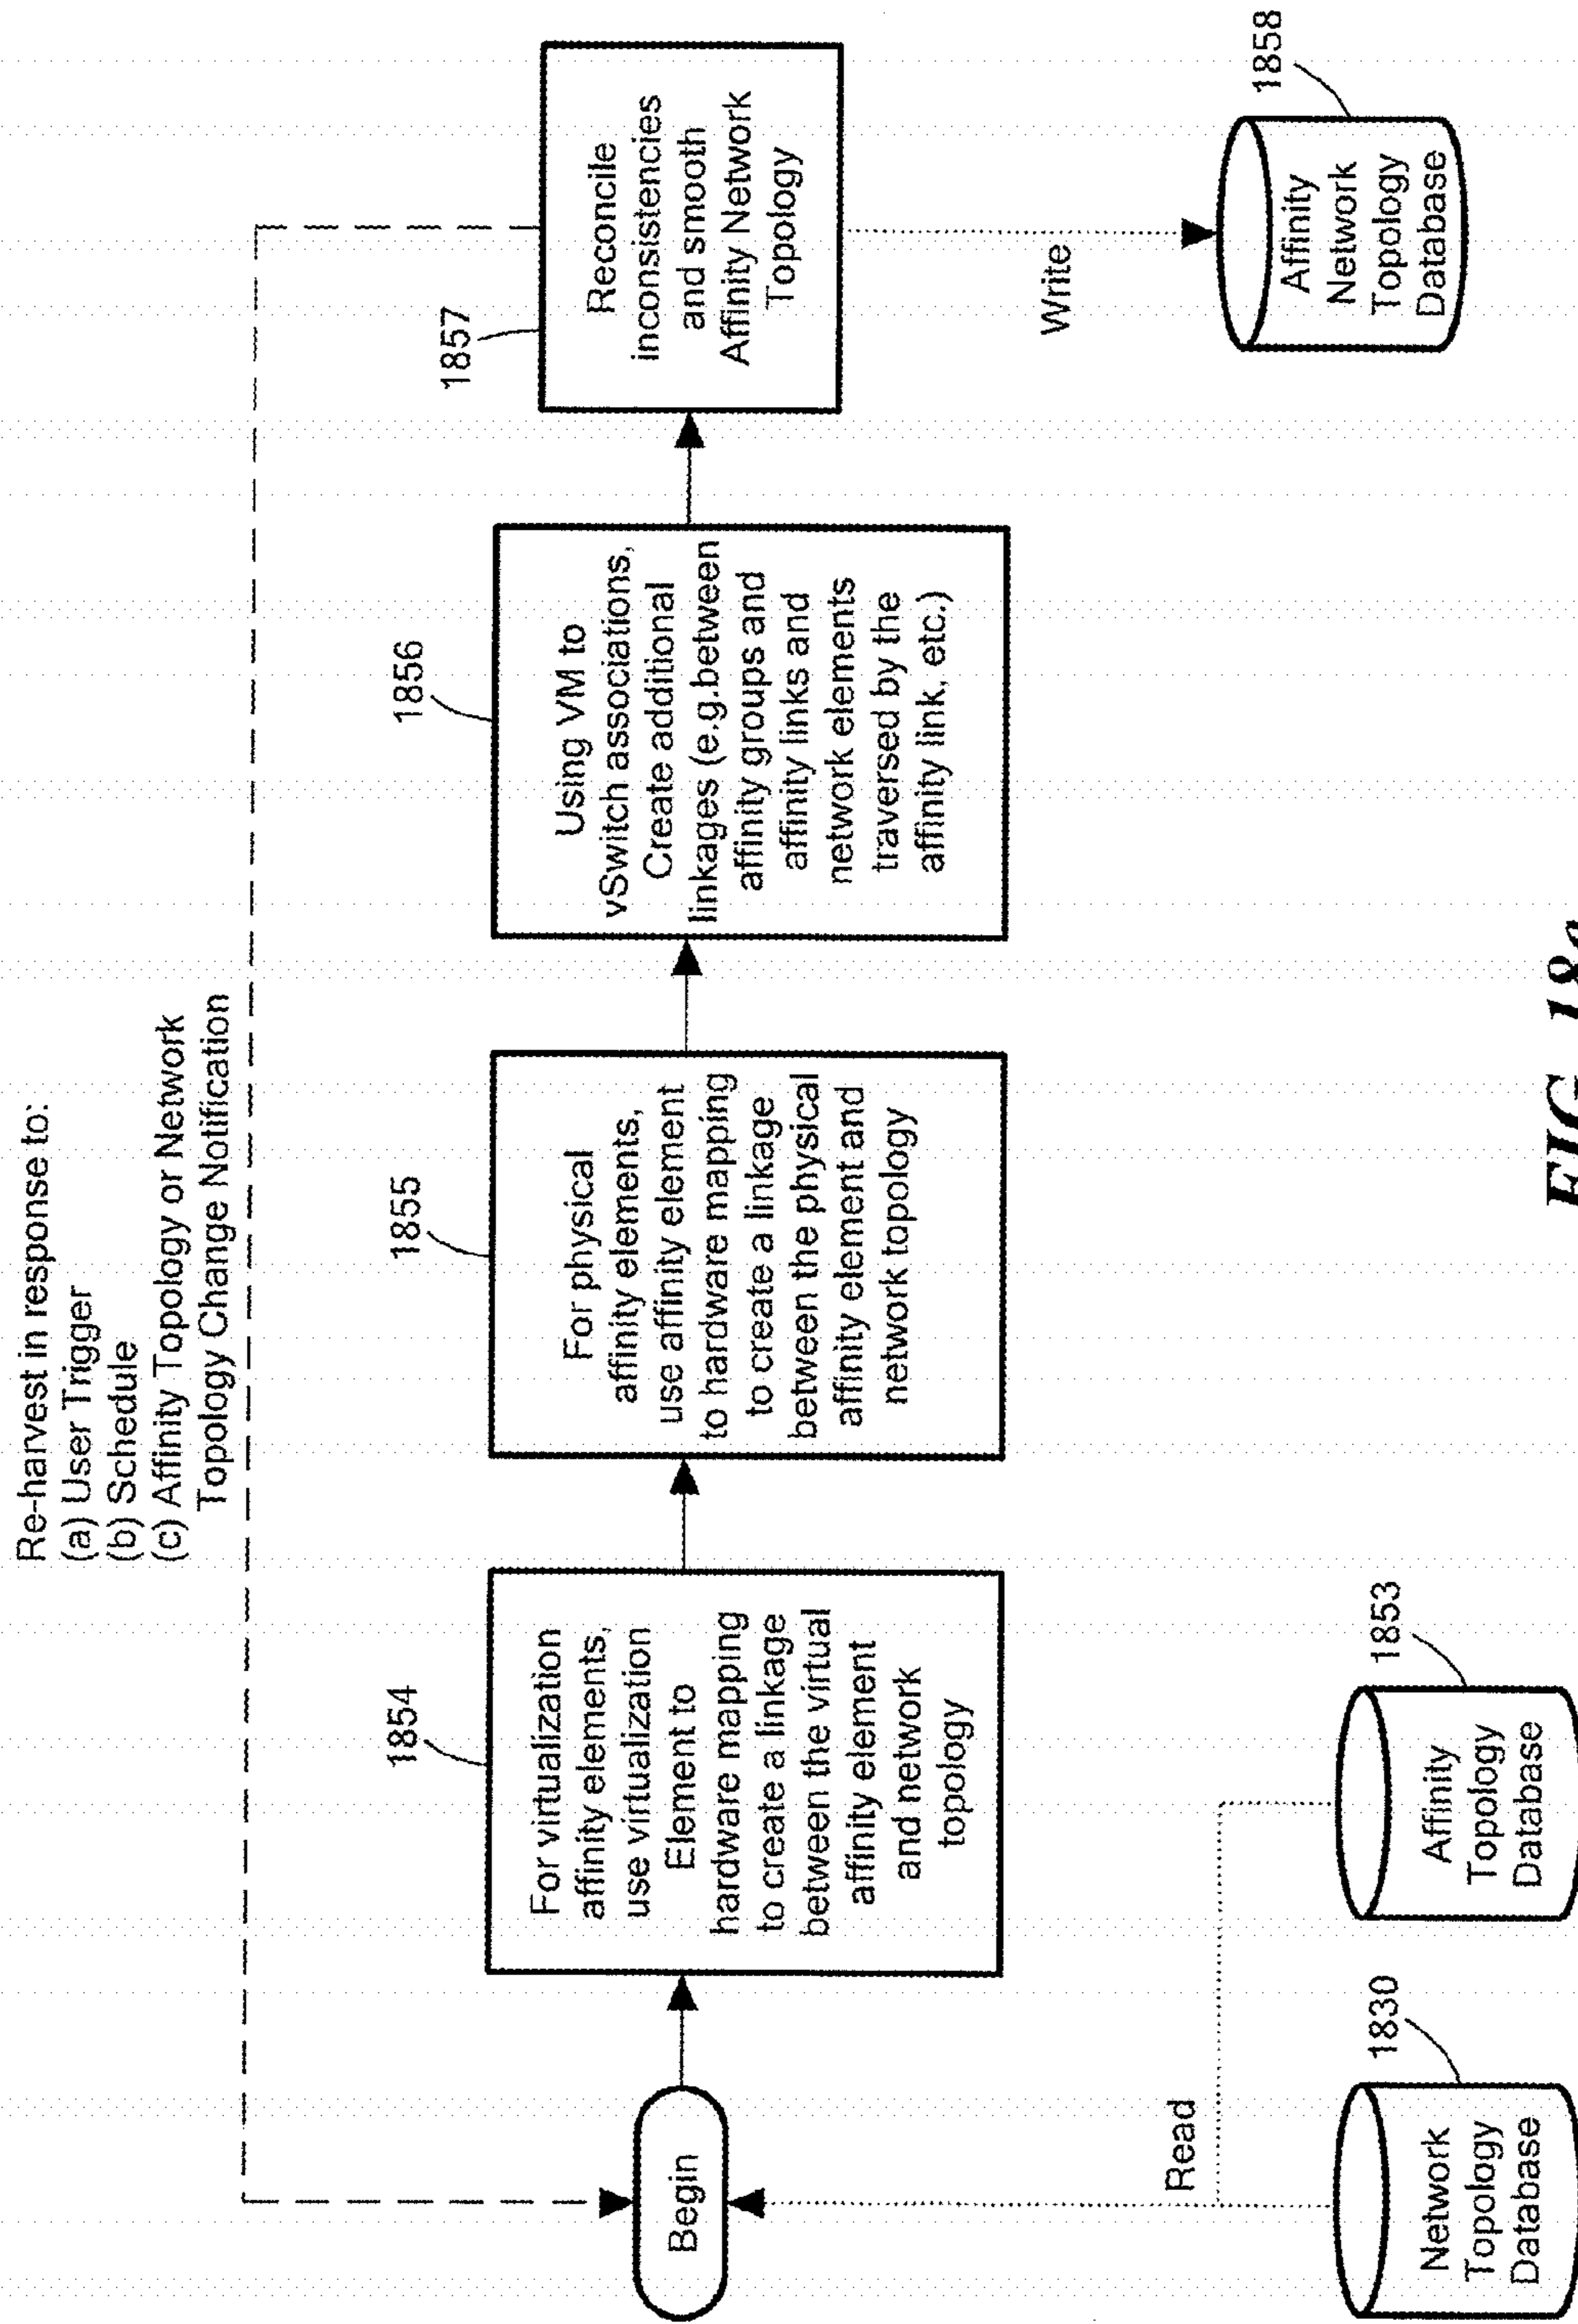 Re-harvest in response to:
(a) User Trigger
(b) Schedule
(c) Affinity Topology or Network
Topology Change Notification
Begin
1854
For virtualization
affinity elements,
use virtualization
Element to
hardware mapping
to create a linkage
between the virtual
affinity element
and network
topology
1855
For physical
affinity elements,
use affinity element
to hardware mapping
to create a linkage
between the physical
affinity element and
network topology
1856
Using VM to
vSwitch associations,
Create additional
linkages (e.g.between
affinity groups and
affinity links and
network elements
traversed by the
affinity link, etc.)
1857
Reconcile
inconsistencies
and smooth
Affinity Network
Topology
Read
1830
Network
Topology
Database
1853
Affinity
Topology
Database
Write
1858
Affinity
Network
Topology
Database
FIG. 18